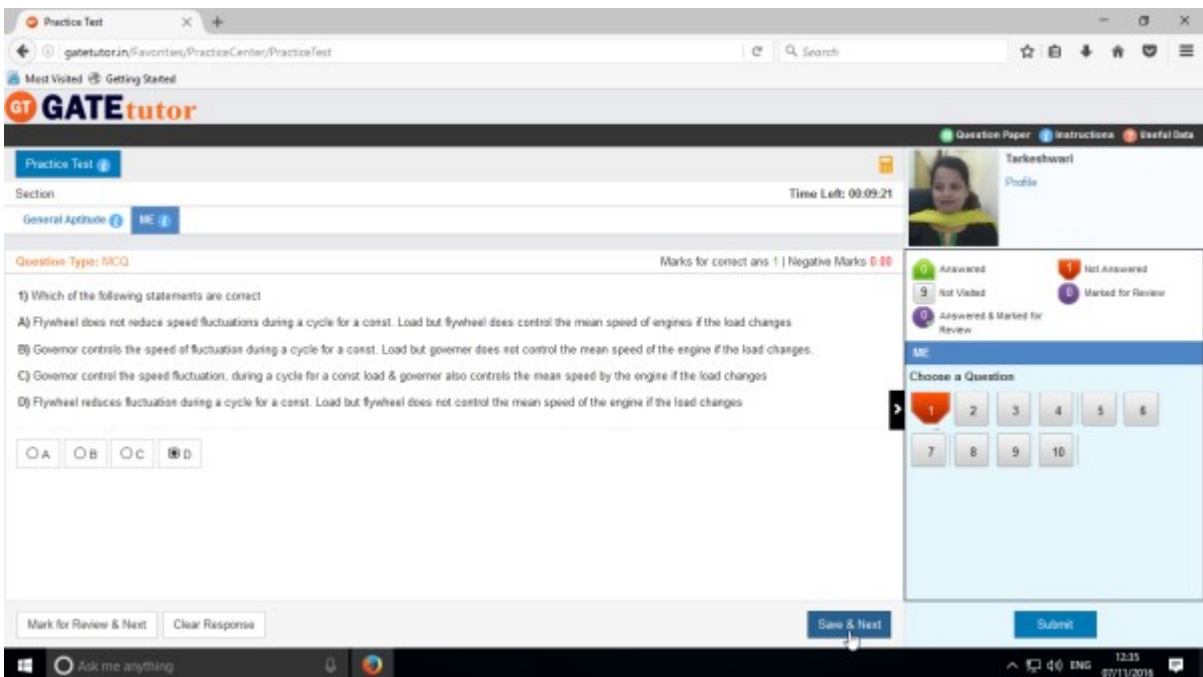 Practice Test
gatetutor.in/Favorities/PracticeCenter/PracticeTest
Search
Most Visited Getting Started
GT GATEtutor
Question Paper Instructions Useful Data
Practice Test
Tarkeshwari
Profile
Section
Time Left: 00:09:21
General Aptitude ME
Question Type: MCQ
Marks for correct ans 1 | Negative Marks 0.00
0 Answered
1 Not Answered
9 Not Visited
0 Marked for Review
0 Answered & Marked for
Review
1) Which of the following statements are correct
A) Flywheel does not reduce speed fluctuations during a cycle for a const. Load but flywheel does control the mean speed of engines if the load changes
B) Governor controls the speed of fluctuation during a cycle for a const. Load but governer does not control the mean speed of the engine if the load changes.
C) Governor control the speed fluctuation, during a cycle for a const load & governer also controls the mean speed by the engine if the load changes
D) Flywheel reduces fluctuation during a cycle for a const. Load but flywheel does not control the mean speed of the engine if the load changes
A B C D
ME
Choose a Question
1 2 3 4 5 6
7 8 9 10
Mark for Review & Next
Clear Response
Save & Next
Submit
Ask me anything
ENG
12:35
07/11/2016